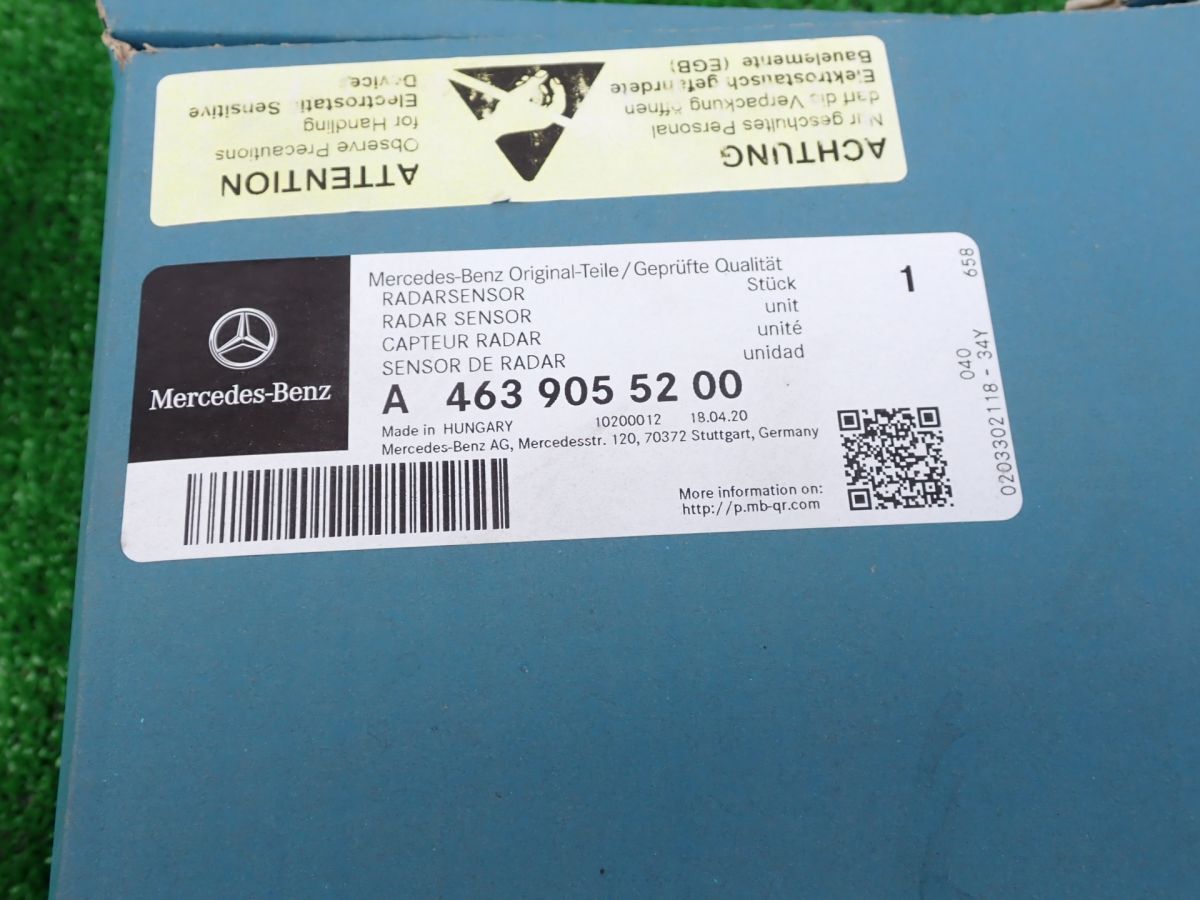 ATTENTION
Observe Precautions
for Handling
Electrostatic Sensitive
Device
ACHTUNG
Nur geschultes Personal
darf die Verpackung öffnen
Elektrostatisch gefährdete
Bauelemente (EGB)
Mercedes-Benz
Mercedes-Benz Original-Teile/Geprüfte Qualität
RADARSENSOR Stück 1
RADAR SENSOR unit
CAPTEUR RADAR unité
SENSOR DE RADAR unidad
A 463 905 52 00
Made in HUNGARY 10200012 18.04.20
Mercedes-Benz AG, Mercedesstr. 120, 70372 Stuttgart, Germany
More information on:
http://p.mb-qr.com
658
040
0203302118 - 34Y